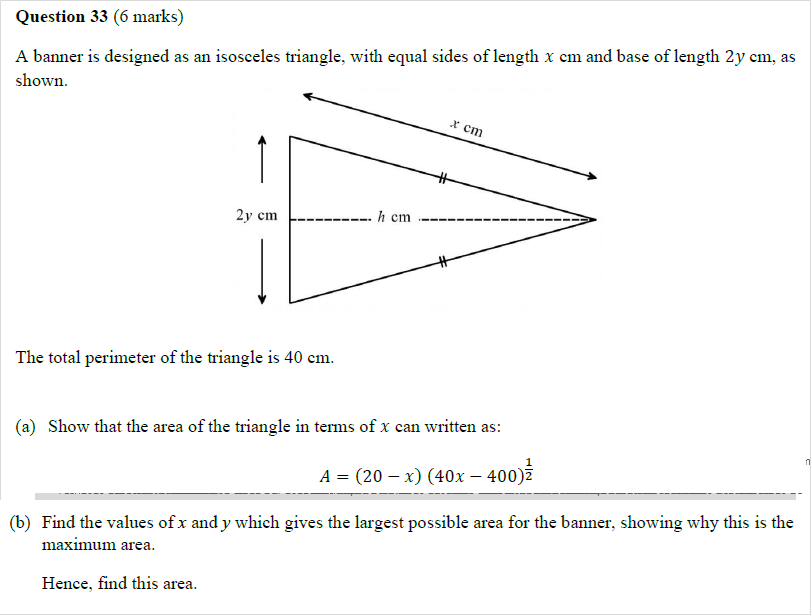 Question 33 (6 marks)
A banner is designed as an isosceles triangle, with equal sides of length x cm and base of length 2y cm, as
shown.
x cm
2y cm
h cm
The total perimeter of the triangle is 40 cm.
(a) Show that the area of the triangle in terms of x can written as:
A = (20 − x) (40x − 400)^½
(b) Find the values of x and y which gives the largest possible area for the banner, showing why this is the
maximum area.
Hence, find this area.